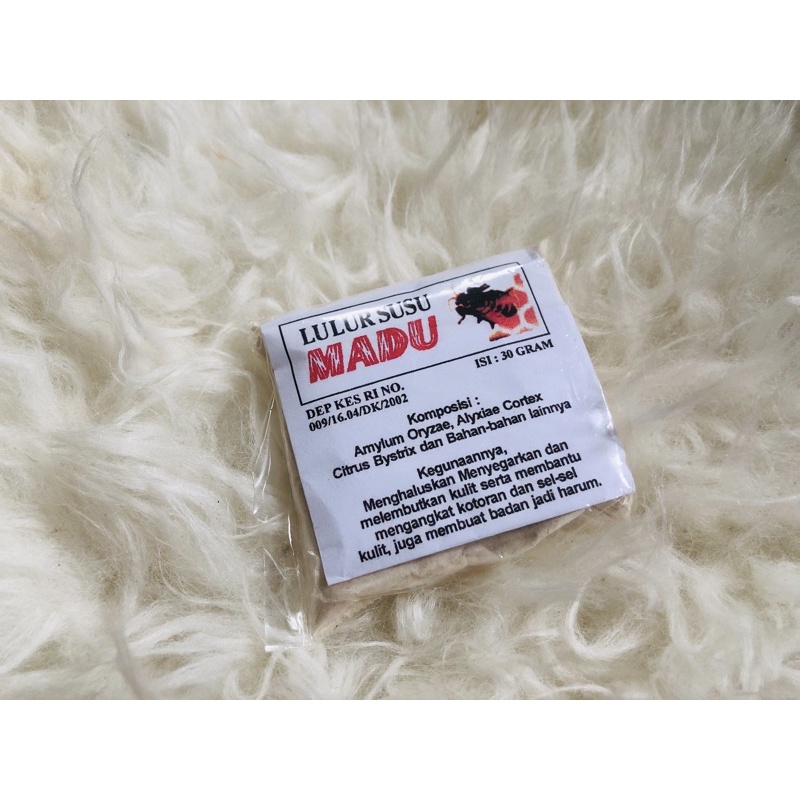 LULUR SUSU
MADU
ISI : 30 GRAM
DEP KES RI NO.
009/16.04/DK/2002
Komposisi :
Amylum Oryzae, Alyxiae Cortex
Citrus Bystrix dan Bahan-bahan lainnya
Kegunaannya,
Menghaluskan Menyegarkan dan
melembutkan kulit serta membantu
mengangkat kotoran dan sel-sel
kulit, juga membuat badan jadi harum.